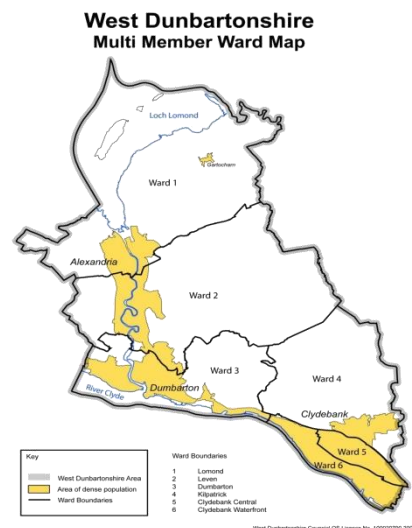 West Dunbartonshire
Multi Member Ward Map
Loch Lomond
Gartocharn
Ward 1
Alexandria
Ward 2
Ward 3
Ward 4
Dumbarton
River Clyde
Clydebank
Ward 5
Ward 6
Key
West Dunbartonshire Area
Area of dense population
Ward Boundaries
Ward Boundaries
1 Lomond
2 Leven
3 Dumbarton
4 Kilpatrick
5 Clydebank Central
6 Clydebank Waterfront